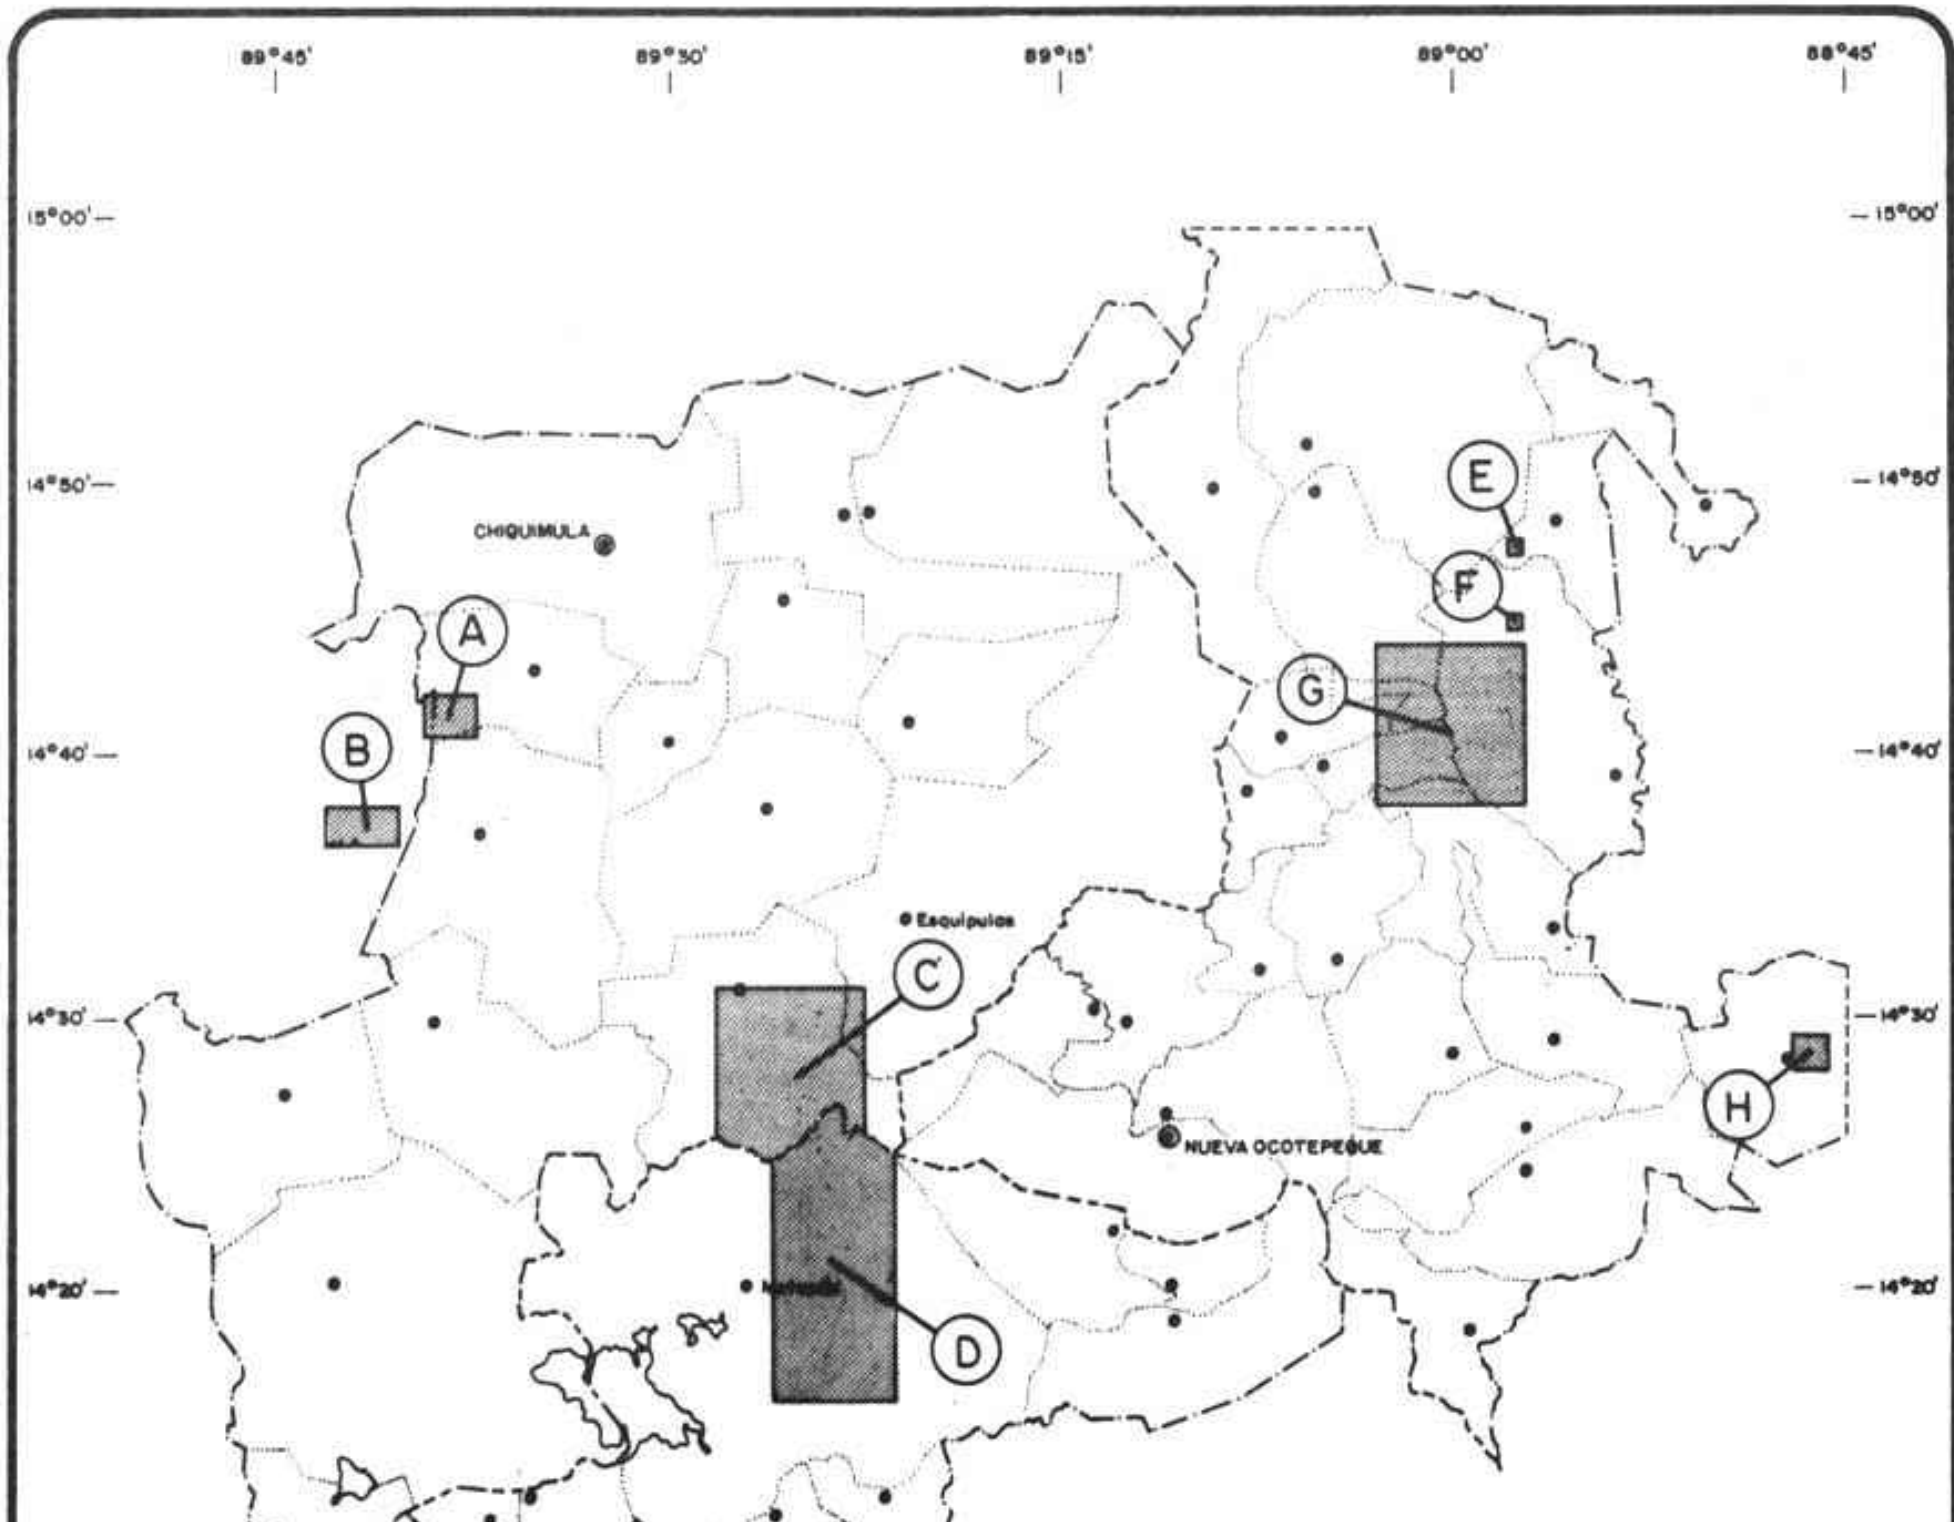 89°45' 89°30' 89°15' 89°00' 88°45'
15°00' 15°00'
14°50' 14°50'
E
CHIQUIMULA
F
A
G
B
14°40' 14°40'
Esquipulas
C
14°30' 14°30'
H
NUEVA OCOTEPEQUE
14°20' 14°20'
D